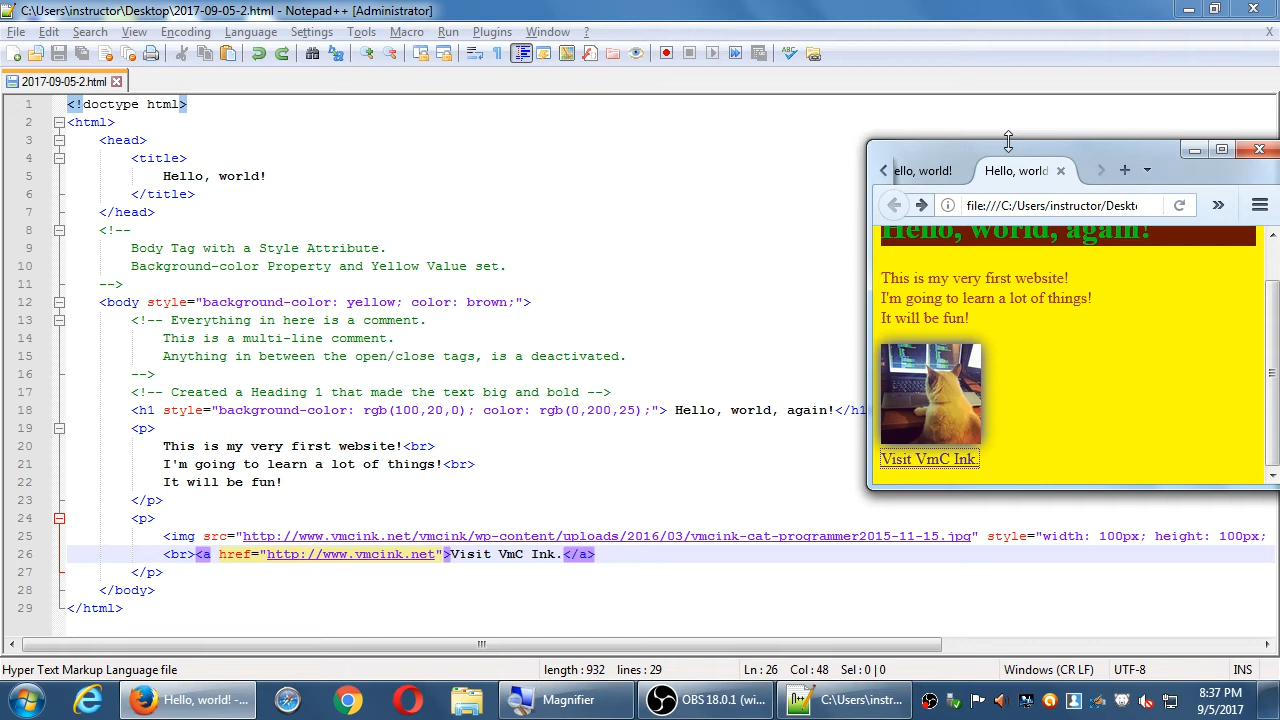 C:\Users\instructor\Desktop\2017-09-05-2.html - Notepad++ [Administrator]
File Edit Search View Encoding Language Settings Tools Macro Run Plugins Window ? X
2017-09-05-2.html
1 <!doctype html>
2 <html>
3 <head>
4 <title>
5 Hello, world!
6 </title>
7 </head>
8 <!--
9 Body Tag with a Style Attribute.
10 Background-color Property and Yellow Value set.
11 -->
12 <body style="background-color: yellow; color: brown;">
13 <!-- Everything in here is a comment.
14 This is a multi-line comment.
15 Anything in between the open/close tags, is a deactivated.
16 -->
17 <!-- Created a Heading 1 that made the text big and bold -->
18 <h1 style="background-color: rgb(100,20,0); color: rgb(0,200,25);"> Hello, world, again!</h1
19 <p>
20 This is my very first website!<br>
21 I'm going to learn a lot of things!<br>
22 It will be fun!
23 </p>
24 <p>
25 <img src="http://www.vmcink.net/vmcink/wp-content/uploads/2016/03/vmcink-cat-programmer2015-11-15.jpg" style="width: 100px; height: 100px;
26 <br><a href="http://www.vmcink.net">Visit VmC Ink.</a>
27 </p>
28 </body>
29 </html>
ello, world! Hello, world
file:///C:/Users/instructor/Deskto
Hello, world, again!
This is my very first website!
I'm going to learn a lot of things!
It will be fun!
Visit VmC Ink.
Hyper Text Markup Language file length : 932 lines : 29 Ln : 26 Col : 48 Sel : 0 | 0 Windows (CR LF) UTF-8 INS
Hello, world! -... Magnifier OBS 18.0.1 (wi... C:\Users\instr... 8:37 PM
9/5/2017